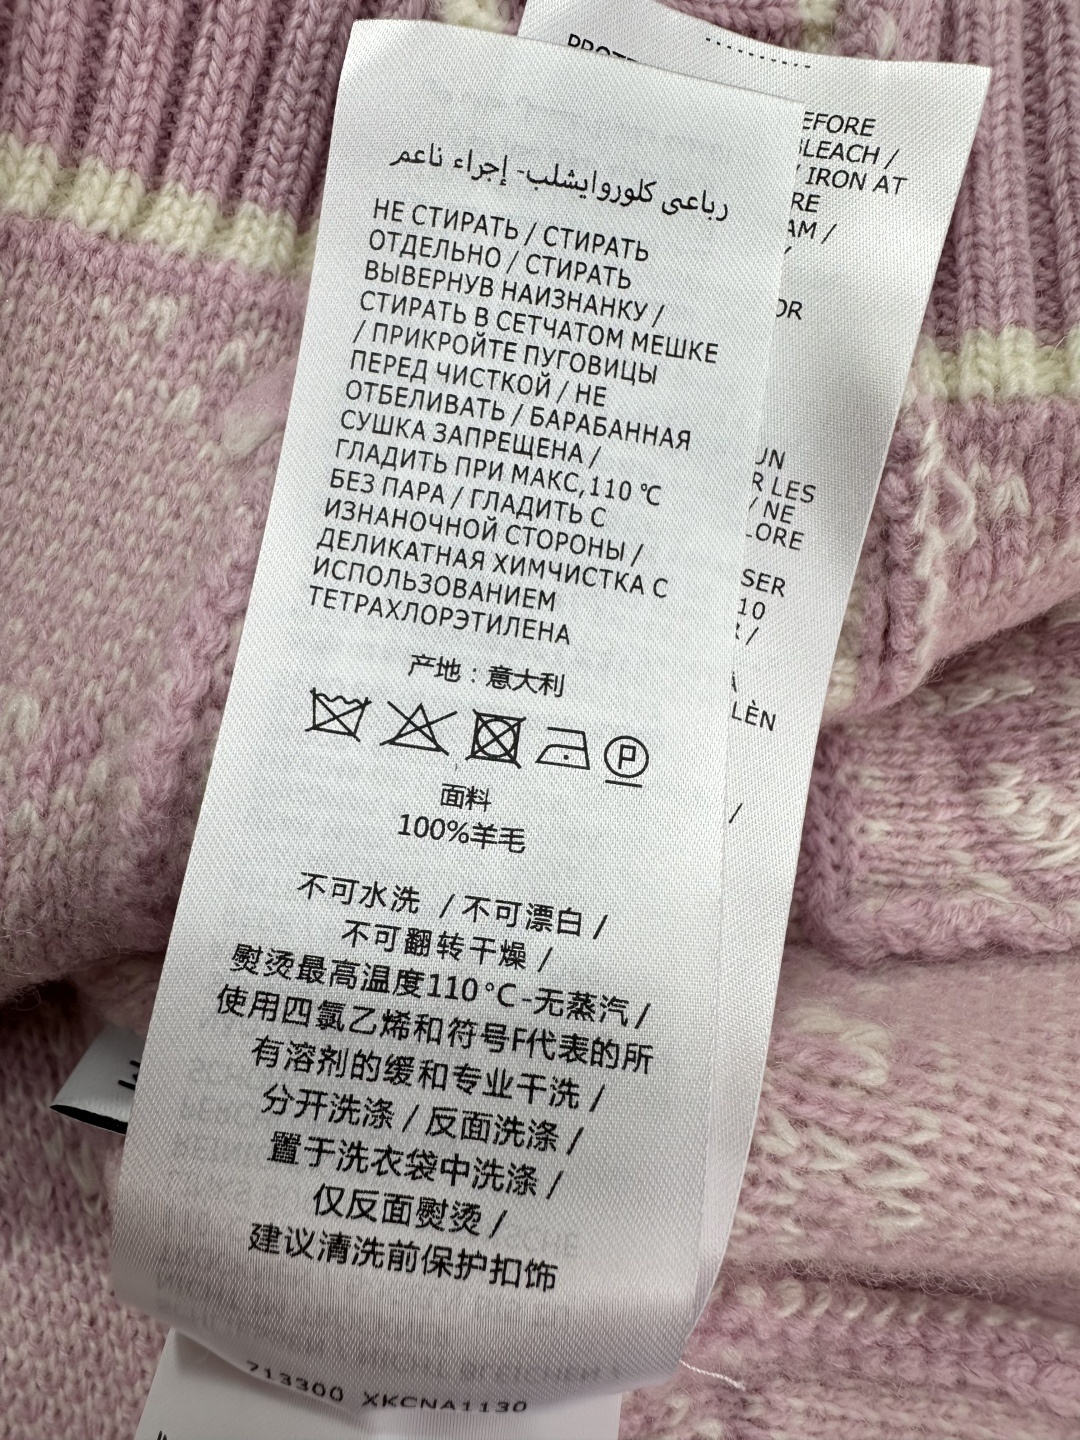 رباعی کلوروایشلب- إجراء ناعم
НЕ СТИРАТЬ / СТИРАТЬ
ОТДЕЛЬНО / СТИРАТЬ
ВЫВЕРНУВ НАИЗНАНКУ /
СТИРАТЬ В СЕТЧАТОМ МЕШКЕ
/ ПРИКРОЙТЕ ПУГОВИЦЫ
ПЕРЕД ЧИСТКОЙ / НЕ
ОТБЕЛИВАТЬ / БАРАБАННАЯ
СУШКА ЗАПРЕЩЕНА /
ГЛАДИТЬ ПРИ МАКС,110 ℃
БЕЗ ПАРА / ГЛАДИТЬ С
ИЗНАНОЧНОЙ СТОРОНЫ /
ДЕЛИКАТНАЯ ХИМЧИСТКА С
ИСПОЛЬЗОВАНИЕМ
ТЕТРАХЛОРЭТИЛЕНА
产地：意大利
P
面料
100%羊毛
不可水洗 / 不可漂白 /
不可翻转干燥 /
熨烫最高温度110°C-无蒸汽 /
使用四氯乙烯和符号F代表的所
有溶剂的缓和专业干洗 /
分开洗涤 / 反面洗涤 /
置于洗衣袋中洗涤 /
仅反面熨烫 /
建议清洗前保护扣饰
713300 XKCNA1130
EFORE
BLEACH /
/ IRON AT
RE
AM /
/
OR
UN
R LES
/ NE
LORE
SER
10
/
LÈN
/